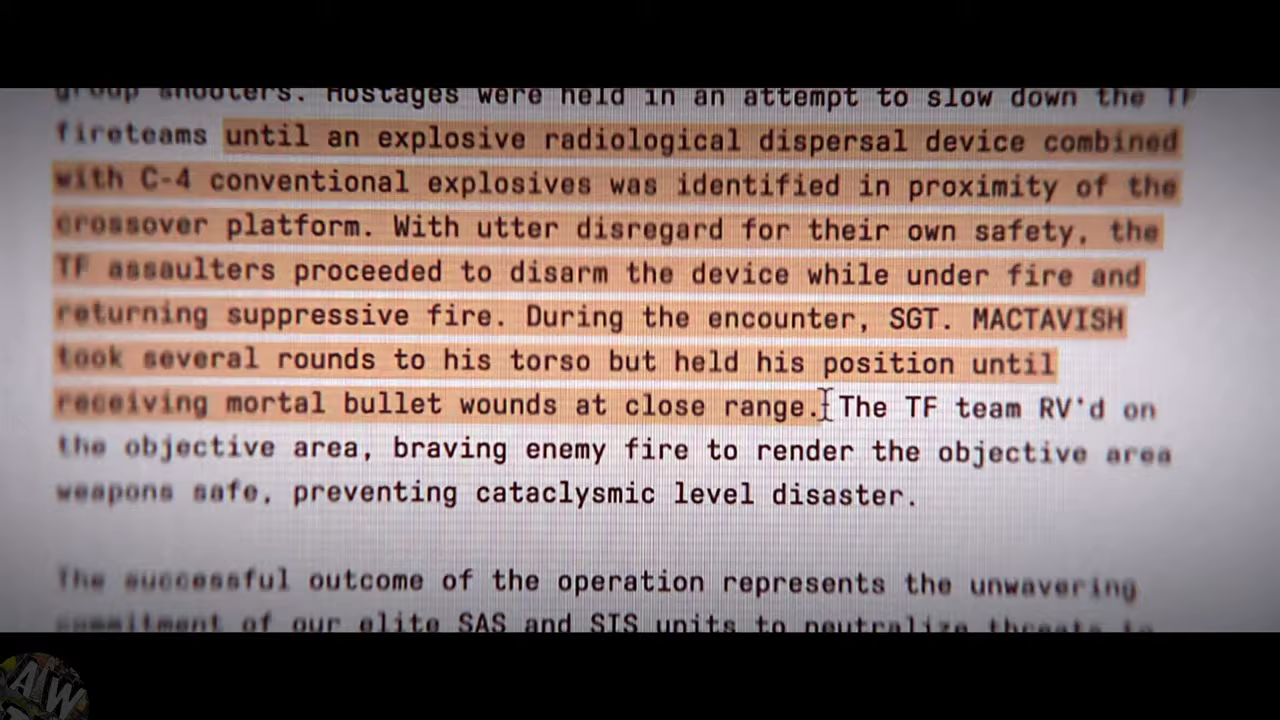 group shooters. Hostages were held in an attempt to slow down the TF
fireteams until an explosive radiological dispersal device combined
with C-4 conventional explosives was identified in proximity of the
crossover platform. With utter disregard for their own safety, the
TF assaulters proceeded to disarm the device while under fire and
returning suppressive fire. During the encounter, SGT. MACTAVISH
took several rounds to his torso but held his position until
receiving mortal bullet wounds at close range. The TF team RV'd on
the objective area, braving enemy fire to render the objective area
weapons safe, preventing cataclysmic level disaster.
The successful outcome of the operation represents the unwavering
commitment of our elite SAS and STS units to neutralize threats to
AW